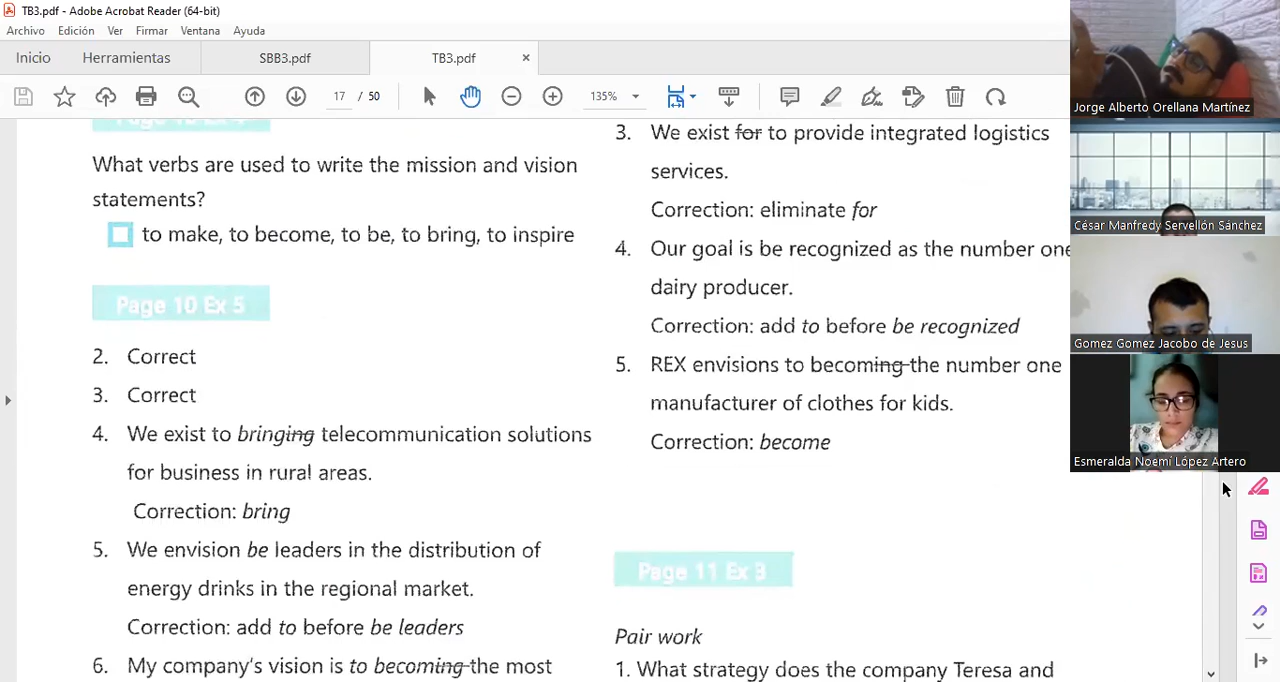 TB3.pdf - Adobe Acrobat Reader (64-bit)
Archivo Edición Ver Firmar Ventana Ayuda
Inicio Herramientas SBB3.pdf TB3.pdf ×
17 / 50 135%
What verbs are used to write the mission and vision
statements?
to make, to become, to be, to bring, to inspire
Page 10 Ex 5
2. Correct
3. Correct
4. We exist to bringing telecommunication solutions
for business in rural areas.
Correction: bring
5. We envision be leaders in the distribution of
energy drinks in the regional market.
Correction: add to before be leaders
6. My company's vision is to becoming the most
3. We exist for to provide integrated logistics
services.
Correction: eliminate for
4. Our goal is be recognized as the number one
dairy producer.
Correction: add to before be recognized
5. REX envisions to becoming the number one
manufacturer of clothes for kids.
Correction: become
Page 11 Ex 3
Pair work
1. What strategy does the company Teresa and
Jorge Alberto Orellana Martínez
César Manfredy Servellón Sánchez
Gomez Gomez Jacobo de Jesus
Esmeralda Noemí López Artero